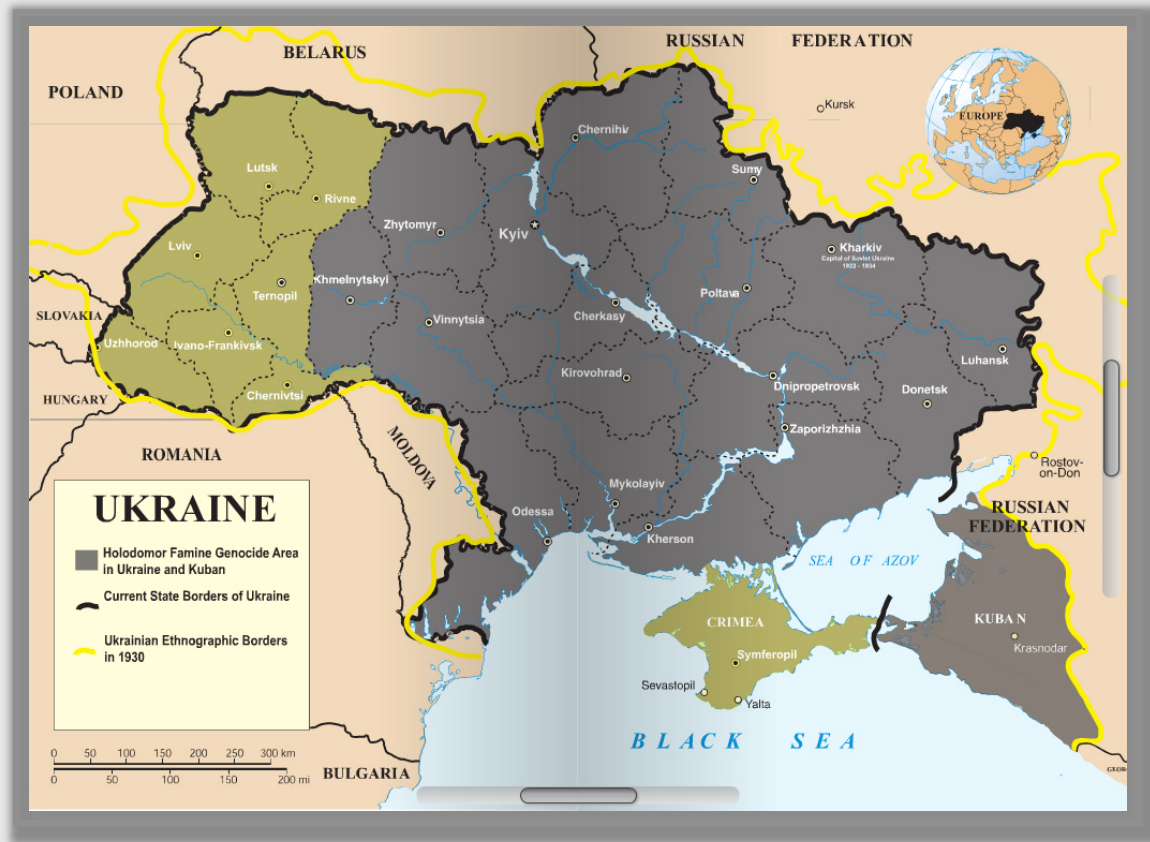 RUSSIAN FEDERATION
BELARUS
POLAND
Kursk
EUROPE
Chernihiv
Sumy
Lutsk
Rivne
Zhytomyr
Kyiv
Lviv
Kharkiv
Capital of Soviet Ukraine
1922 - 1934
Khmelnytskyi
Ternopil
Poltava
Cherkasy
Vinnytsia
SLOVAKIA
Uzhhorod
Ivano-Frankivsk
Luhansk
Kirovohrad
Dnipropetrovsk
Donetsk
Chernivtsi
HUNGARY
Zaporizhzhia
MOLDOVA
ROMANIA
Rostov-
on-Don
Mykolayiv
Odessa
Kherson
RUSSIAN
FEDERATION
SEA OF AZOV
CRIMEA
KUBAN
Krasnodar
Symferopil
Sevastopil
Yalta
BLACK SEA
BULGARIA
GEOR
UKRAINE
Holodomor Famine Genocide Area
in Ukraine and Kuban
Current State Borders of Ukraine
Ukrainian Ethnographic Borders
in 1930
0 50 100 150 200 250 300 km
0 50 100 150 200 mi